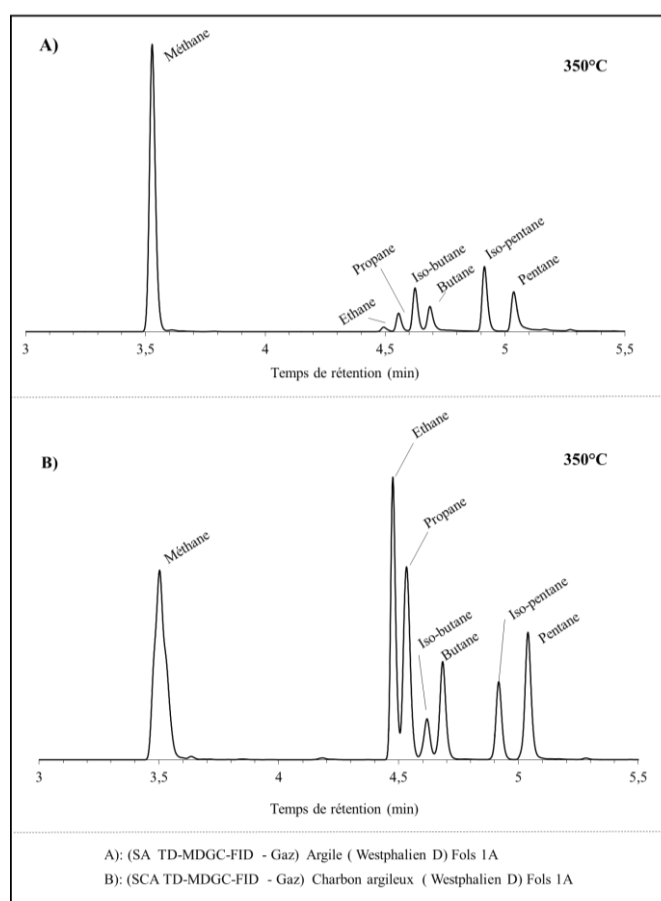 A)
Méthane
350°C
Propane
Iso-butane
Butane
Iso-pentane
Pentane
Ethane
3 3,5 4 4,5 5 5,5
Temps de rétention (min)
Ethane
B)
350°C
Propane
Méthane
Iso-butane
Butane
Iso-pentane
Pentane
3 3,5 4 4,5 5 5,5
Temps de rétention (min)
A): (SA TD-MDGC-FID - Gaz) Argile ( Westphalien D) Fols 1A
B): (SCA TD-MDGC-FID - Gaz) Charbon argileux ( Westphalien D) Fols 1A